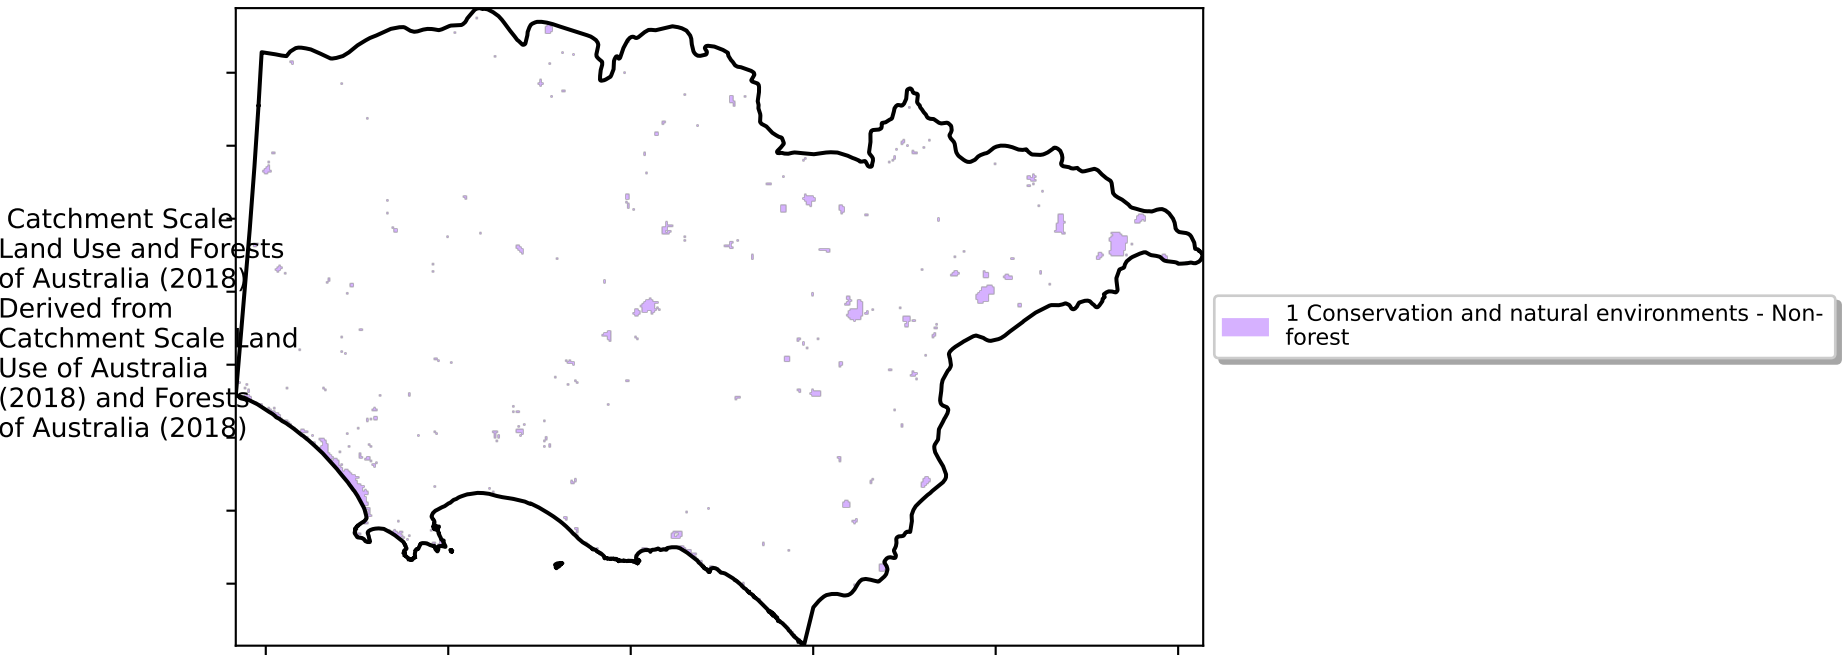 Catchment Scale
Land Use and Forests
of Australia (2018)
Derived from
Catchment Scale Land
Use of Australia
(2018) and Forests
of Australia (2018)
1 Conservation and natural environments - Non-
forest